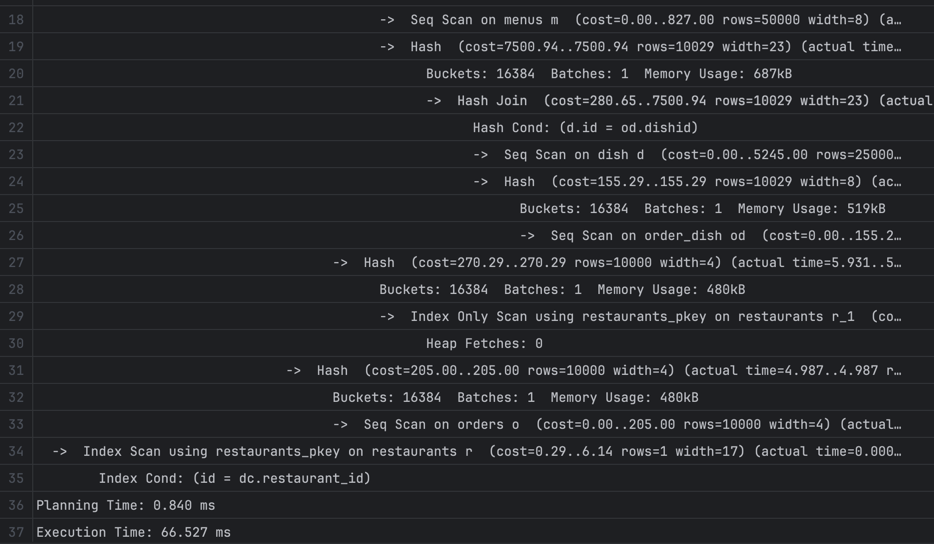 18 -> Seq Scan on menus m (cost=0.00..827.00 rows=50000 width=8) (a…
19 -> Hash (cost=7500.94..7500.94 rows=10029 width=23) (actual time…
20 Buckets: 16384 Batches: 1 Memory Usage: 687kB
21 -> Hash Join (cost=280.65..7500.94 rows=10029 width=23) (actual
22 Hash Cond: (d.id = od.dishid)
23 -> Seq Scan on dish d (cost=0.00..5245.00 rows=25000…
24 -> Hash (cost=155.29..155.29 rows=10029 width=8) (ac…
25 Buckets: 16384 Batches: 1 Memory Usage: 519kB
26 -> Seq Scan on order_dish od (cost=0.00..155.2…
27 -> Hash (cost=270.29..270.29 rows=10000 width=4) (actual time=5.931..5…
28 Buckets: 16384 Batches: 1 Memory Usage: 480kB
29 -> Index Only Scan using restaurants_pkey on restaurants r_1 (co…
30 Heap Fetches: 0
31 -> Hash (cost=205.00..205.00 rows=10000 width=4) (actual time=4.987..4.987 r…
32 Buckets: 16384 Batches: 1 Memory Usage: 480kB
33 -> Seq Scan on orders o (cost=0.00..205.00 rows=10000 width=4) (actual…
34 -> Index Scan using restaurants_pkey on restaurants r (cost=0.29..6.14 rows=1 width=17) (actual time=0.000…
35 Index Cond: (id = dc.restaurant_id)
36 Planning Time: 0.840 ms
37 Execution Time: 66.527 ms